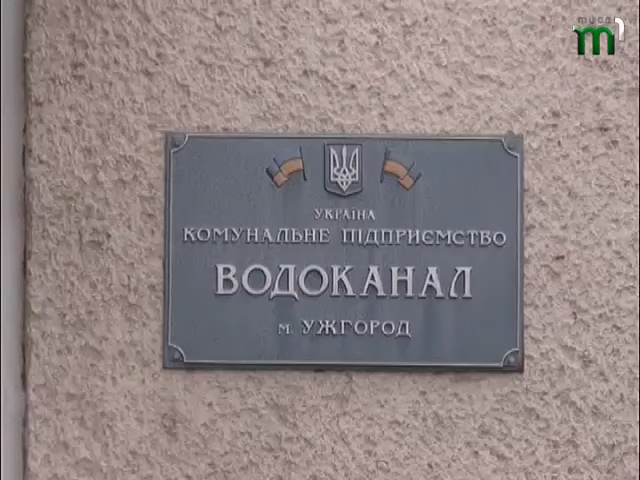 м y c a
m
УКРАЇНА
КОМУНАЛЬНЕ ПІДПРИЄМСТВО
ВОДОКАНАЛ
м. УЖГОРОД